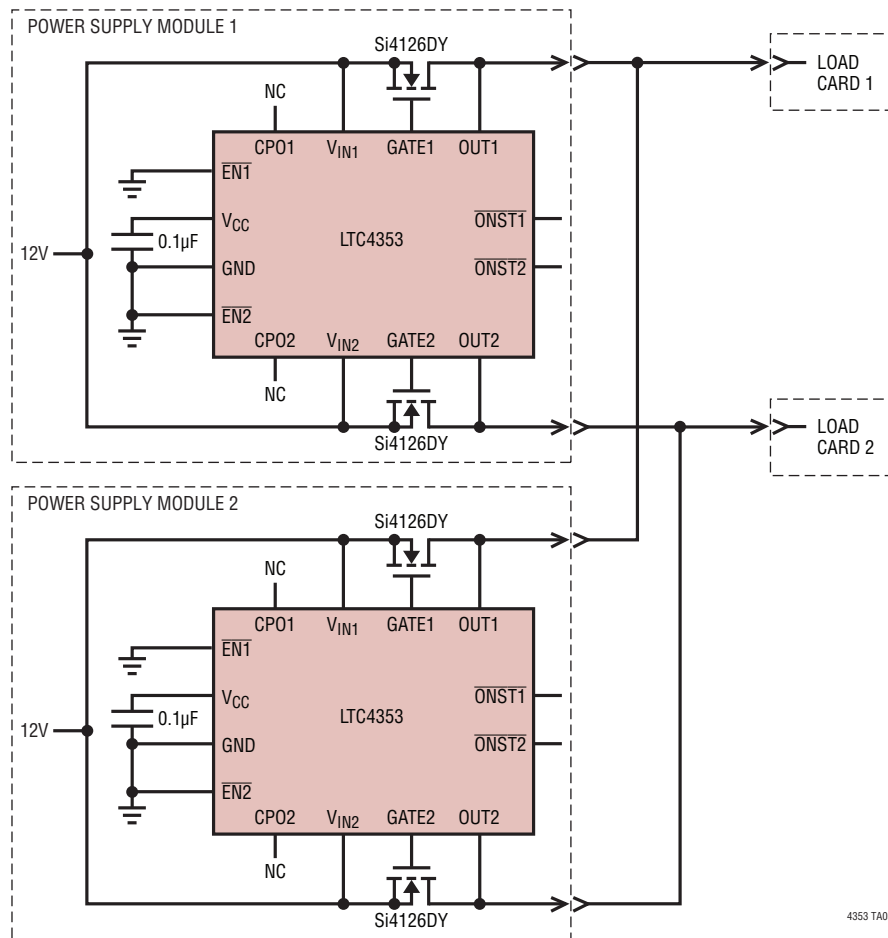 POWER SUPPLY MODULE 1
Si4126DY
LOAD
CARD 1
NC
CPO1
VIN1
GATE1
OUT1
EN1
VCC
ONST1
12V
0.1µF
LTC4353
GND
ONST2
EN2
CPO2
VIN2
GATE2
OUT2
NC
Si4126DY
LOAD
CARD 2
POWER SUPPLY MODULE 2
Si4126DY
NC
CPO1
VIN1
GATE1
OUT1
EN1
VCC
ONST1
12V
0.1µF
LTC4353
GND
ONST2
EN2
CPO2
VIN2
GATE2
OUT2
NC
Si4126DY
4353 TA0